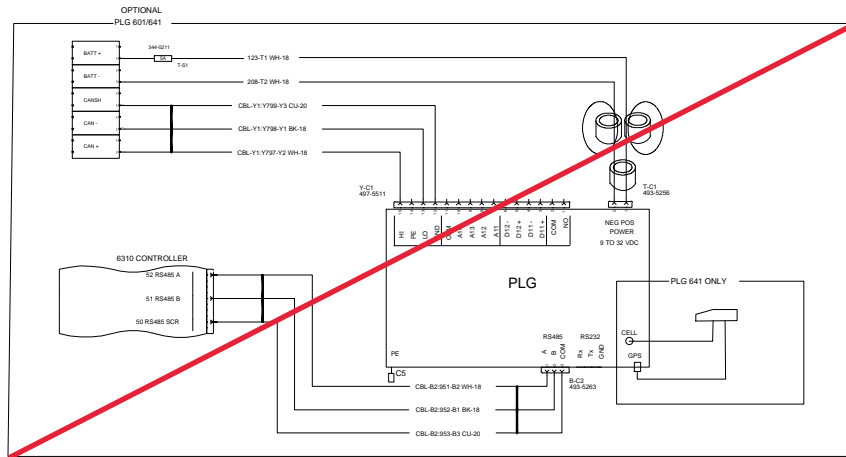 OPTIONAL
PLG 601/641
BATT +
BATT -
CANSH
CAN -
CAN +
344-0211
5A
T-S1
123-T1 WH-18
208-T2 WH-18
CBL-Y1:Y799-Y3 CU-20
CBL-Y1:Y798-Y1 BK-18
CBL-Y1:Y797-Y2 WH-18
Y-C1
497-5511
T-C1
493-5256
HI
PE
LO
GND
COM
A13
A12
A11
D12 -
D12 +
D11 -
D11 +
COM
NO
NEG POS
POWER
9 TO 32 VDC
PLG
6310 CONTROLLER
52 RS485 A
51 RS485 B
50 RS485 SCR
PLG 641 ONLY
CELL
GPS
RS485
RS232
A
B
COM
Rx
Tx
GND
PE
C5
B-C2
493-5263
CBL-B2:951-B2 WH-18
CBL-B2:952-B1 BK-18
CBL-B2:953-B3 CU-20